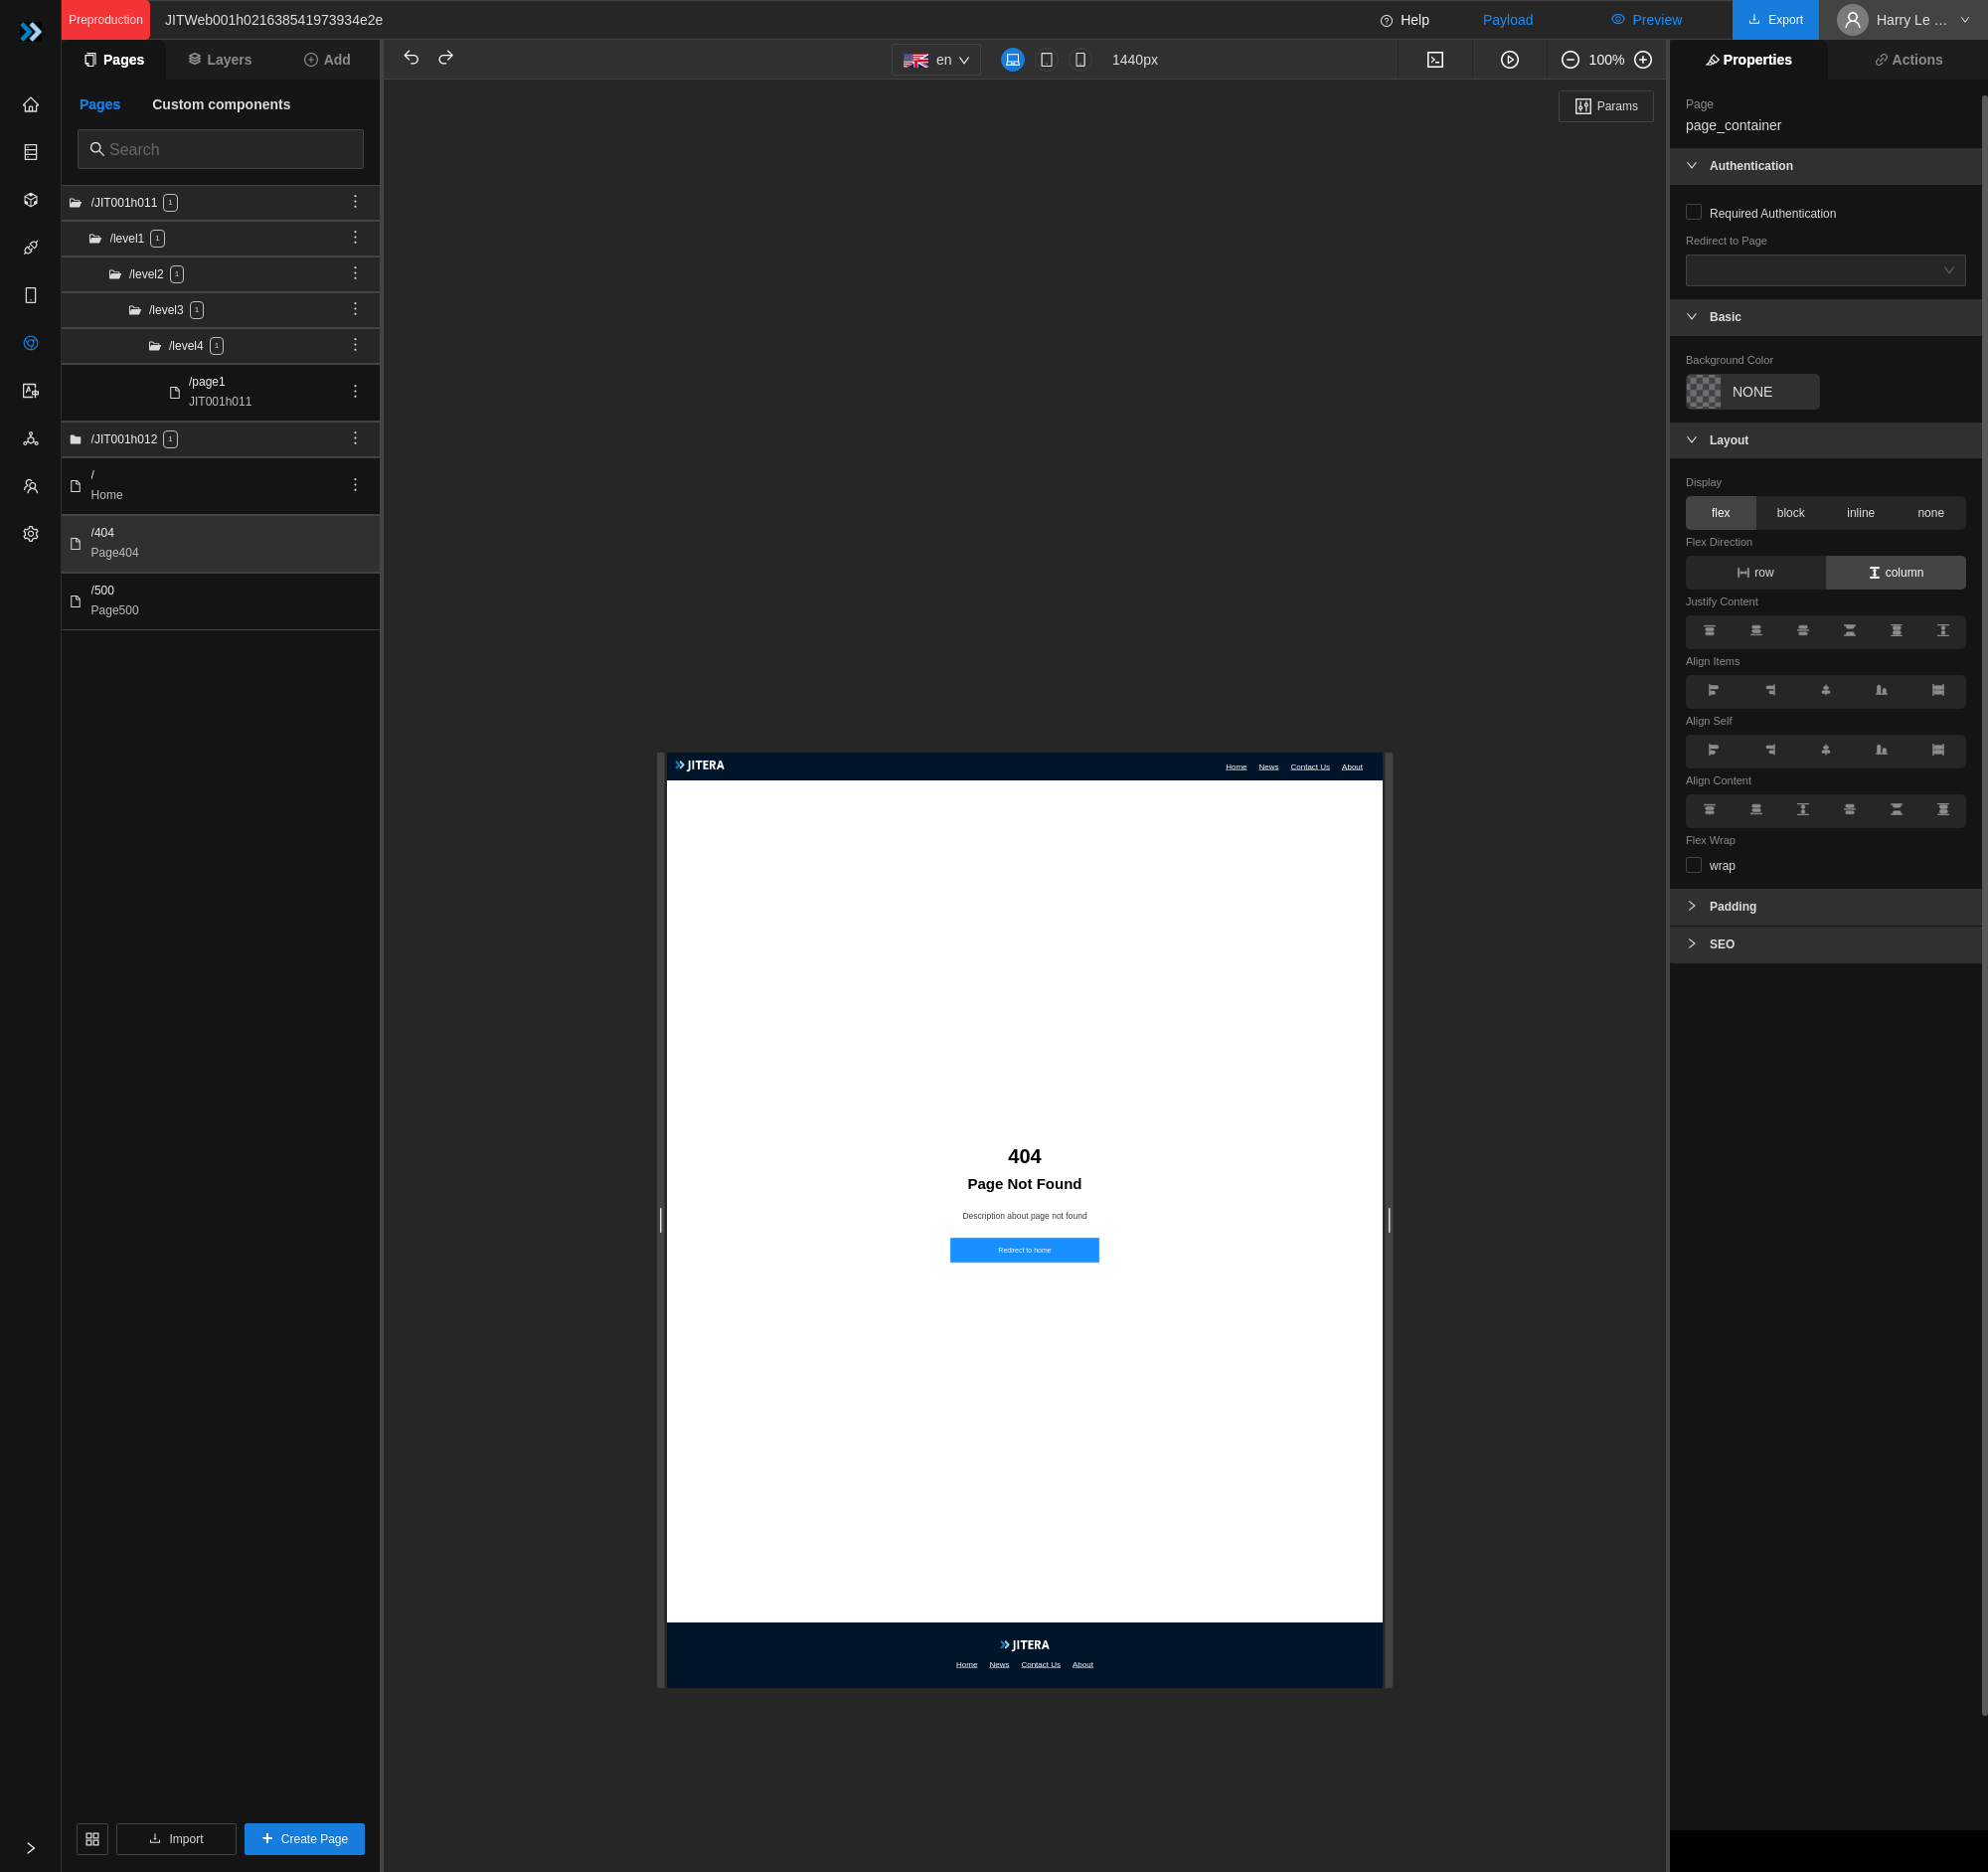 Preproduction JITWeb001h021638541973934e2e Help Payload Preview Export Harry Le ...
Pages Layers Add
en 1440px 100%
Properties Actions
Pages Custom components
Search
/JIT001h011 1
/level1 1
/level2 1
/level3 1
/level4 1
/page1
JIT001h011
/JIT001h012 1
/
Home
/404
Page404
/500
Page500
Import Create Page
Params
JITERA Home News Contact Us About
404
Page Not Found
Description about page not found
Redirect to home
JITERA
Home News Contact Us About
Page
page_container
Authentication
Required Authentication
Redirect to Page
Basic
Background Color
NONE
Layout
Display
flex block inline none
Flex Direction
row column
Justify Content
Align Items
Align Self
Align Content
Flex Wrap
wrap
Padding
SEO